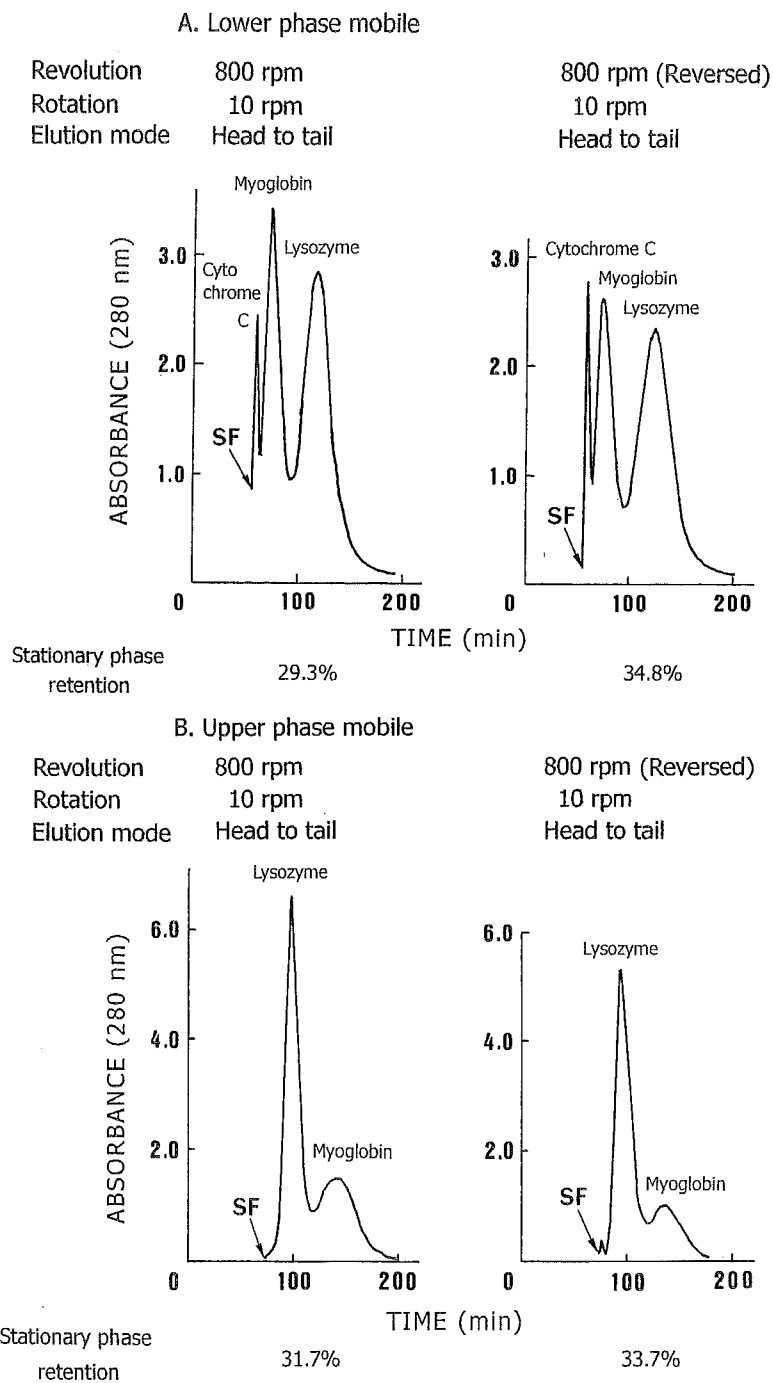 A. Lower phase mobile
Revolution 800 rpm 800 rpm (Reversed)
Rotation 10 rpm 10 rpm
Elution mode Head to tail Head to tail
Myoglobin
Lysozyme
Cyto
chrome
C
SF
ABSORBANCE (280 nm)
3.0
2.0
1.0
0 100 200
Cytochrome C
Myoglobin
Lysozyme
SF
3.0
2.0
1.0
0 100 200
TIME (min)
Stationary phase
retention
29.3% 34.8%
B. Upper phase mobile
Revolution 800 rpm 800 rpm (Reversed)
Rotation 10 rpm 10 rpm
Elution mode Head to tail Head to tail
Lysozyme
Myoglobin
SF
ABSORBANCE (280 nm)
6.0
4.0
2.0
0 100 200
Lysozyme
Myoglobin
SF
6.0
4.0
2.0
0 100 200
TIME (min)
Stationary phase
retention
31.7% 33.7%